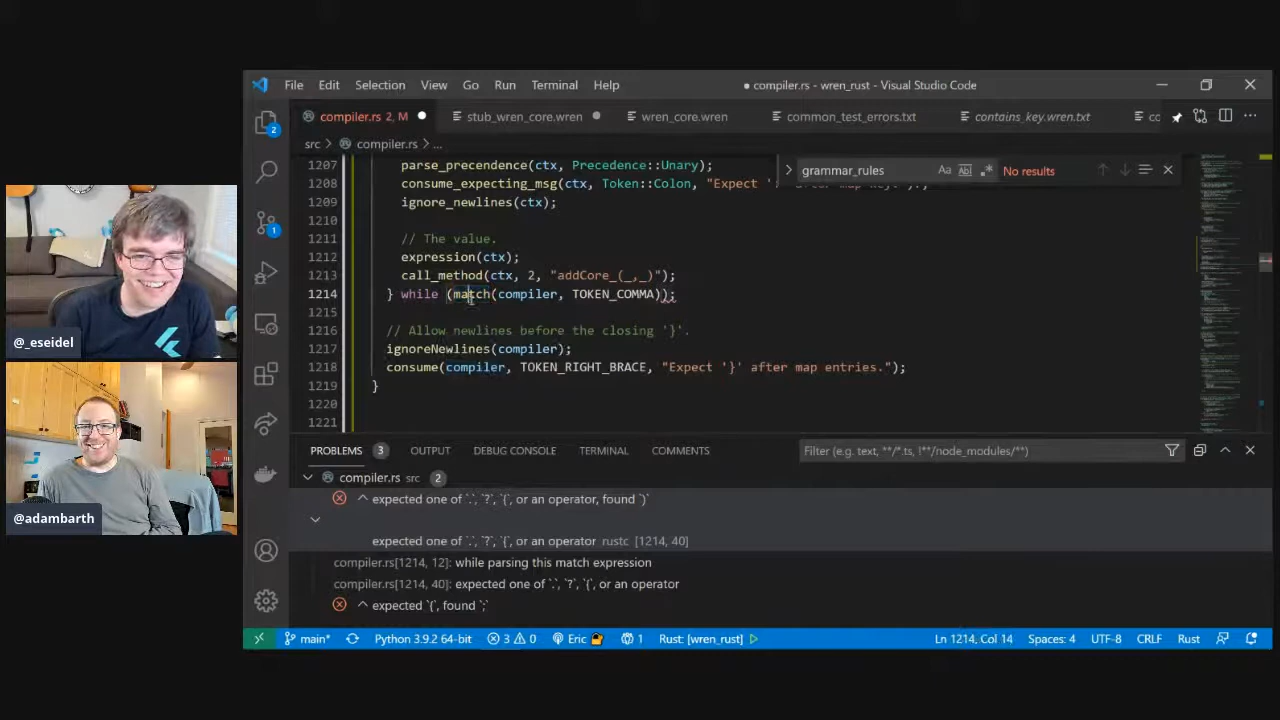 File Edit Selection View Go Run Terminal Help
● compiler.rs - wren_rust - Visual Studio Code
compiler.rs 2, M
stub_wren_core.wren
wren_core.wren
common_test_errors.txt
contains_key.wren.txt
co
src > compiler.rs > ...
grammar_rules
Aa ab .*
No results
1207 parse_precendence(ctx, Precedence::Unary);
1208 consume_expecting_msg(ctx, Token::Colon, "Expect ':'
1209 ignore_newlines(ctx);
1210
1211 // The value.
1212 expression(ctx);
1213 call_method(ctx, 2, "addCore_(_,_)");
1214 } while (match(compiler, TOKEN_COMMA));
1215
1216 // Allow newlines before the closing '}'.
1217 ignoreNewlines(compiler);
1218 consume(compiler, TOKEN_RIGHT_BRACE, "Expect '}' after map entries.");
1219 }
1220
1221
@_eseidel
@adambarth
PROBLEMS 3 OUTPUT DEBUG CONSOLE TERMINAL COMMENTS
Filter (e.g. text, **/*.ts, !**/node_modules/**)
compiler.rs src 2
expected one of `.`, `?`, `{`, or an operator, found `)`
expected one of `.`, `?`, `{`, or an operator rustc [1214, 40]
compiler.rs[1214, 12]: while parsing this match expression
compiler.rs[1214, 40]: expected one of `.`, `?`, `{`, or an operator
expected `{`, found `;`
2
1
main* Python 3.9.2 64-bit 3 0 Eric 1 Rust: [wren_rust] Ln 1214, Col 14 Spaces: 4 UTF-8 CRLF Rust